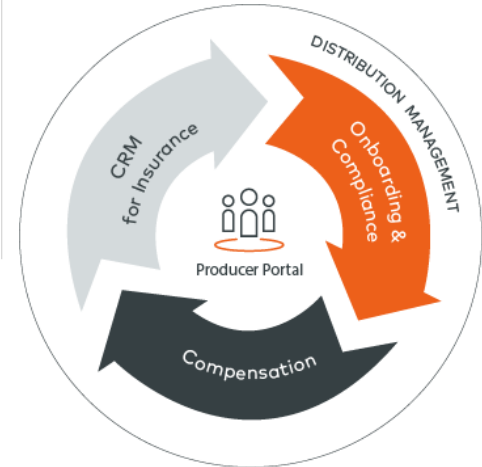 DISTRIBUTION MANAGEMENT
CRM
for Insurance
Onboarding &
Compliance
Producer Portal
Compensation